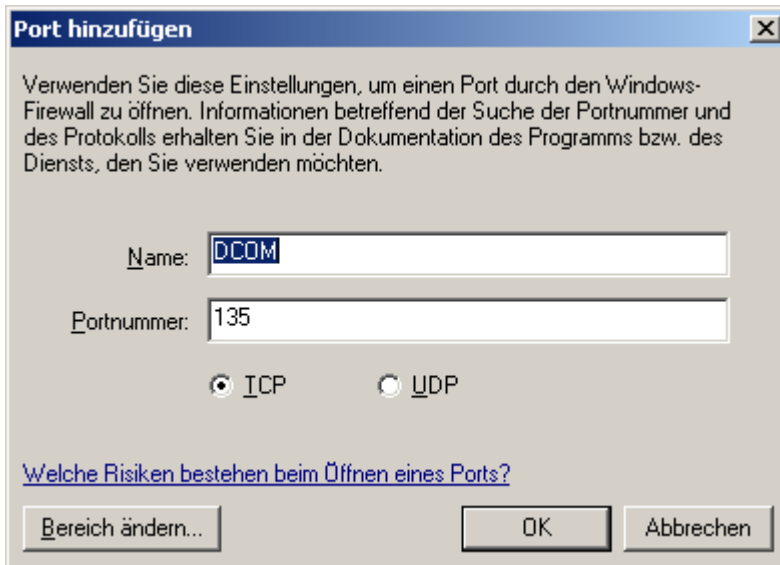 Port hinzufügen
Verwenden Sie diese Einstellungen, um einen Port durch den Windows-
Firewall zu öffnen. Informationen betreffend der Suche der Portnummer und
des Protokolls erhalten Sie in der Dokumentation des Programms bzw. des
Diensts, den Sie verwenden möchten.
Name: DCOM
Portnummer: 135
TCP UDP
Welche Risiken bestehen beim Öffnen eines Ports?
Bereich ändern... OK Abbrechen